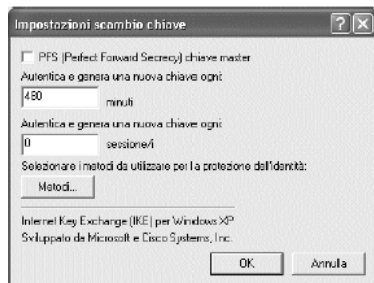 Impostazioni scambio chiave
PFS (Perfect Forward Secrecy) chiave master
Autentica e genera una nuova chiave ogni:
480
minuti
Autentica e genera una nuova chiave ogni:
0
sessione/i
Selezionare i metodi da utilizzare per la protezione dell'identità:
Metodi...
Internet Key Exchange (IKE) per Windows XP
Sviluppato da Microsoft e Cisco Systems, Inc.
OK Annulla